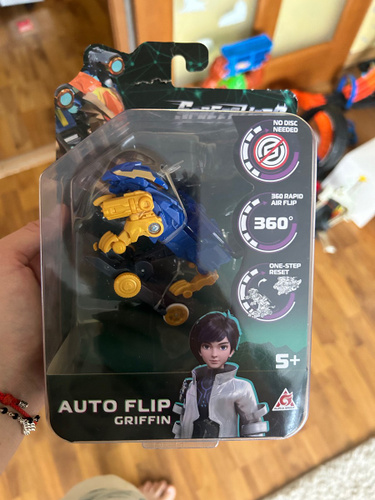 NO DISC
NEEDED
360 RAPID
AIR FLIP
360°
ONE-STEP
RESET
5+
AUTO FLIP
GRIFFIN